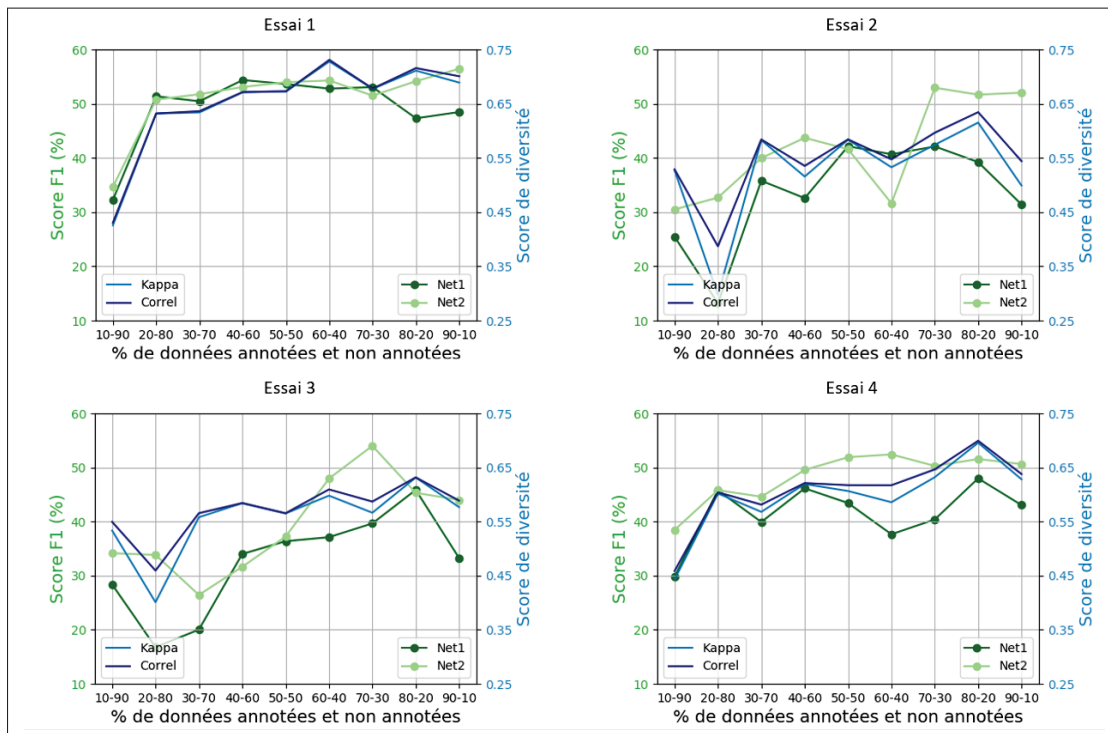 Essai 1
60
50
40
30
20
10
Score F1 (%)
0.75
0.65
0.55
0.45
0.35
0.25
Score de diversité
Kappa
Correl
Net1
Net2
10-90 20-80 30-70 40-60 50-50 60-40 70-30 80-20 90-10
% de données annotées et non annotées
Essai 2
60
50
40
30
20
10
Score F1 (%)
0.75
0.65
0.55
0.45
0.35
0.25
Score de diversité
Kappa
Correl
Net1
Net2
10-90 20-80 30-70 40-60 50-50 60-40 70-30 80-20 90-10
% de données annotées et non annotées
Essai 3
60
50
40
30
20
10
Score F1 (%)
0.75
0.65
0.55
0.45
0.35
0.25
Score de diversité
Kappa
Correl
Net1
Net2
10-90 20-80 30-70 40-60 50-50 60-40 70-30 80-20 90-10
% de données annotées et non annotées
Essai 4
60
50
40
30
20
10
Score F1 (%)
0.75
0.65
0.55
0.45
0.35
0.25
Score de diversité
Kappa
Correl
Net1
Net2
10-90 20-80 30-70 40-60 50-50 60-40 70-30 80-20 90-10
% de données annotées et non annotées